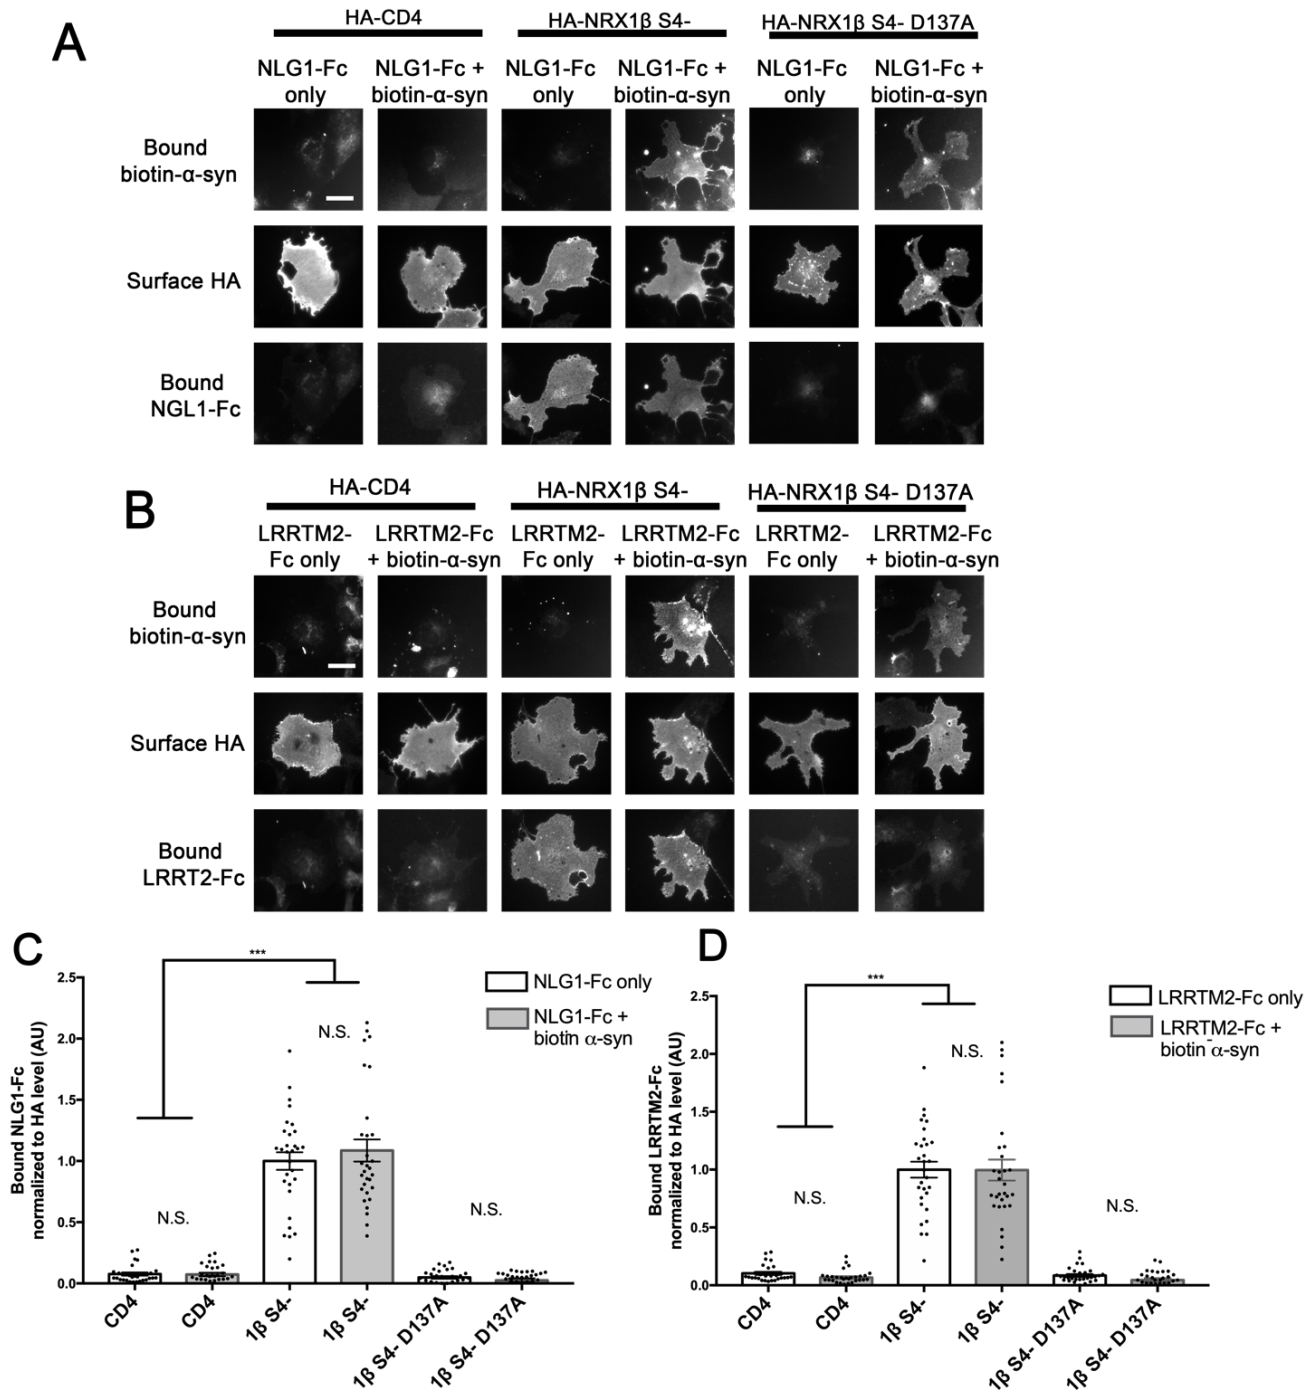 A
HA-CD4
HA-NRX1β S4-
HA-NRX1β S4- D137A
NLG1-Fc
only
NLG1-Fc +
biotin-α-syn
NLG1-Fc
only
NLG1-Fc +
biotin-α-syn
NLG1-Fc
only
NLG1-Fc +
biotin-α-syn
Bound
biotin-α-syn
Surface HA
Bound
NGL1-Fc
B
HA-CD4
HA-NRX1β S4-
HA-NRX1β S4- D137A
LRRTM2-
Fc only
LRRTM2-Fc
+ biotin-α-syn
LRRTM2-
Fc only
LRRTM2-Fc
+ biotin-α-syn
LRRTM2-
Fc only
LRRTM2-Fc
+ biotin-α-syn
Bound
biotin-α-syn
Surface HA
Bound
LRRT2-Fc
C
***
N.S.
N.S.
N.S.
NLG1-Fc only
NLG1-Fc +
biotin α-syn
Bound NLG1-Fc
normalized to HA level (AU)
2.5
2.0
1.5
1.0
0.5
0.0
CD4
CD4
1β S4-
1β S4-
1β S4- D137A
1β S4- D137A
D
***
N.S.
N.S.
N.S.
LRRTM2-Fc only
LRRTM2-Fc +
biotin-α-syn
Bound LRRTM2-Fc
normalized to HA level (AU)
2.5
2.0
1.5
1.0
0.5
0.0
CD4
CD4
1β S4-
1β S4-
1β S4- D137A
1β S4- D137A